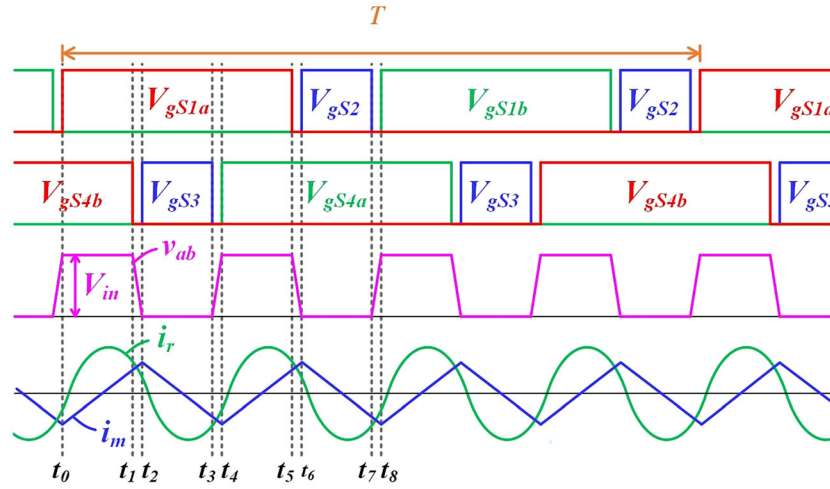 T
VgS1a VgS2 VgS1b VgS2 VgS1a
VgS4b VgS3 VgS4a VgS3 VgS4b VgS3
vab
Vin
ir
im
t0 t1 t2 t3 t4 t5 t6 t7 t8